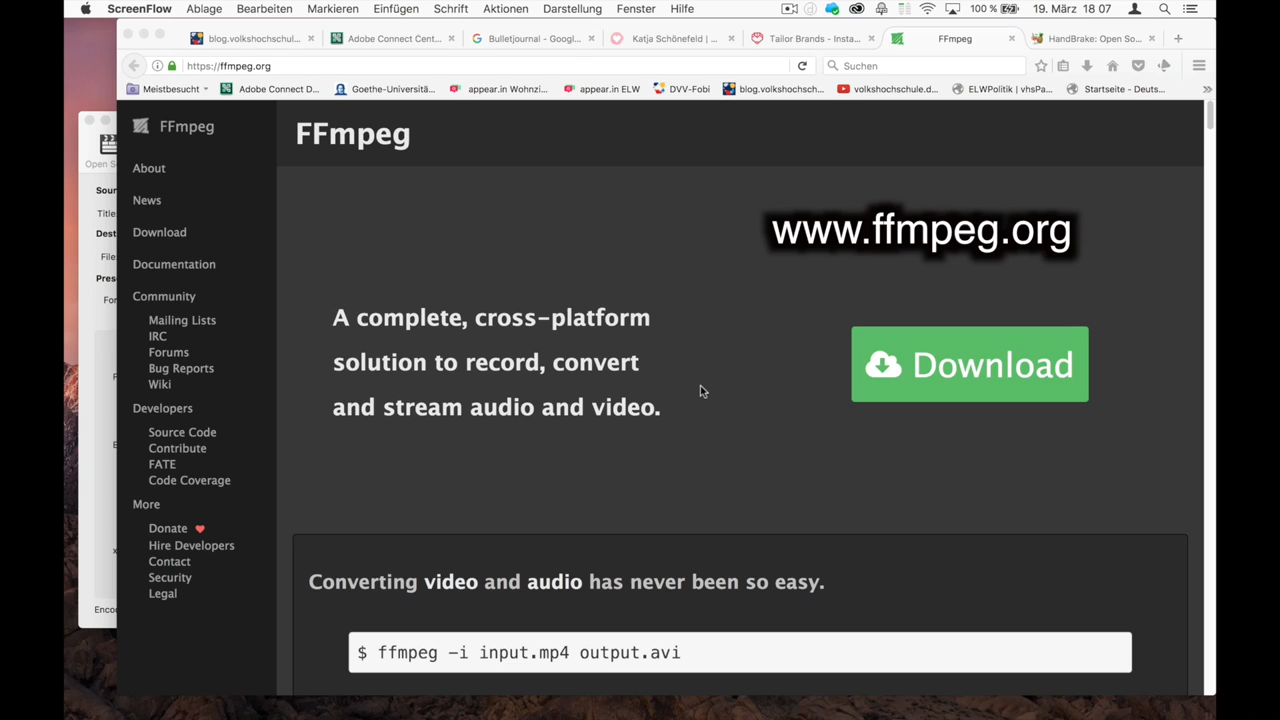 ScreenFlow Ablage Bearbeiten Markieren Einfügen Schrift Aktionen Darstellung Fenster Hilfe 100 % 19. März 18 07
blog.volkshochschul... Adobe Connect Cent... Bulletjournal - Googl... Katja Schönefeld | ... Tailor Brands - Insta... FFmpeg HandBrake: Open So...
https://ffmpeg.org Suchen
Meistbesucht Adobe Connect D... Goethe-Universitä... appear.in Wohnzi... appear.in ELW DVV-Fobi blog.volkshochschul... volkshochschule.d... ELWPolitik | vhsPa... Startseite - Deuts...
FFmpeg
FFmpeg
About
News
Download
Documentation
Community
Mailing Lists
IRC
Forums
Bug Reports
Wiki
Developers
Source Code
Contribute
FATE
Code Coverage
More
Donate
Hire Developers
Contact
Security
Legal
www.ffmpeg.org
A complete, cross-platform
solution to record, convert
and stream audio and video.
Download
Converting video and audio has never been so easy.
$ ffmpeg -i input.mp4 output.avi